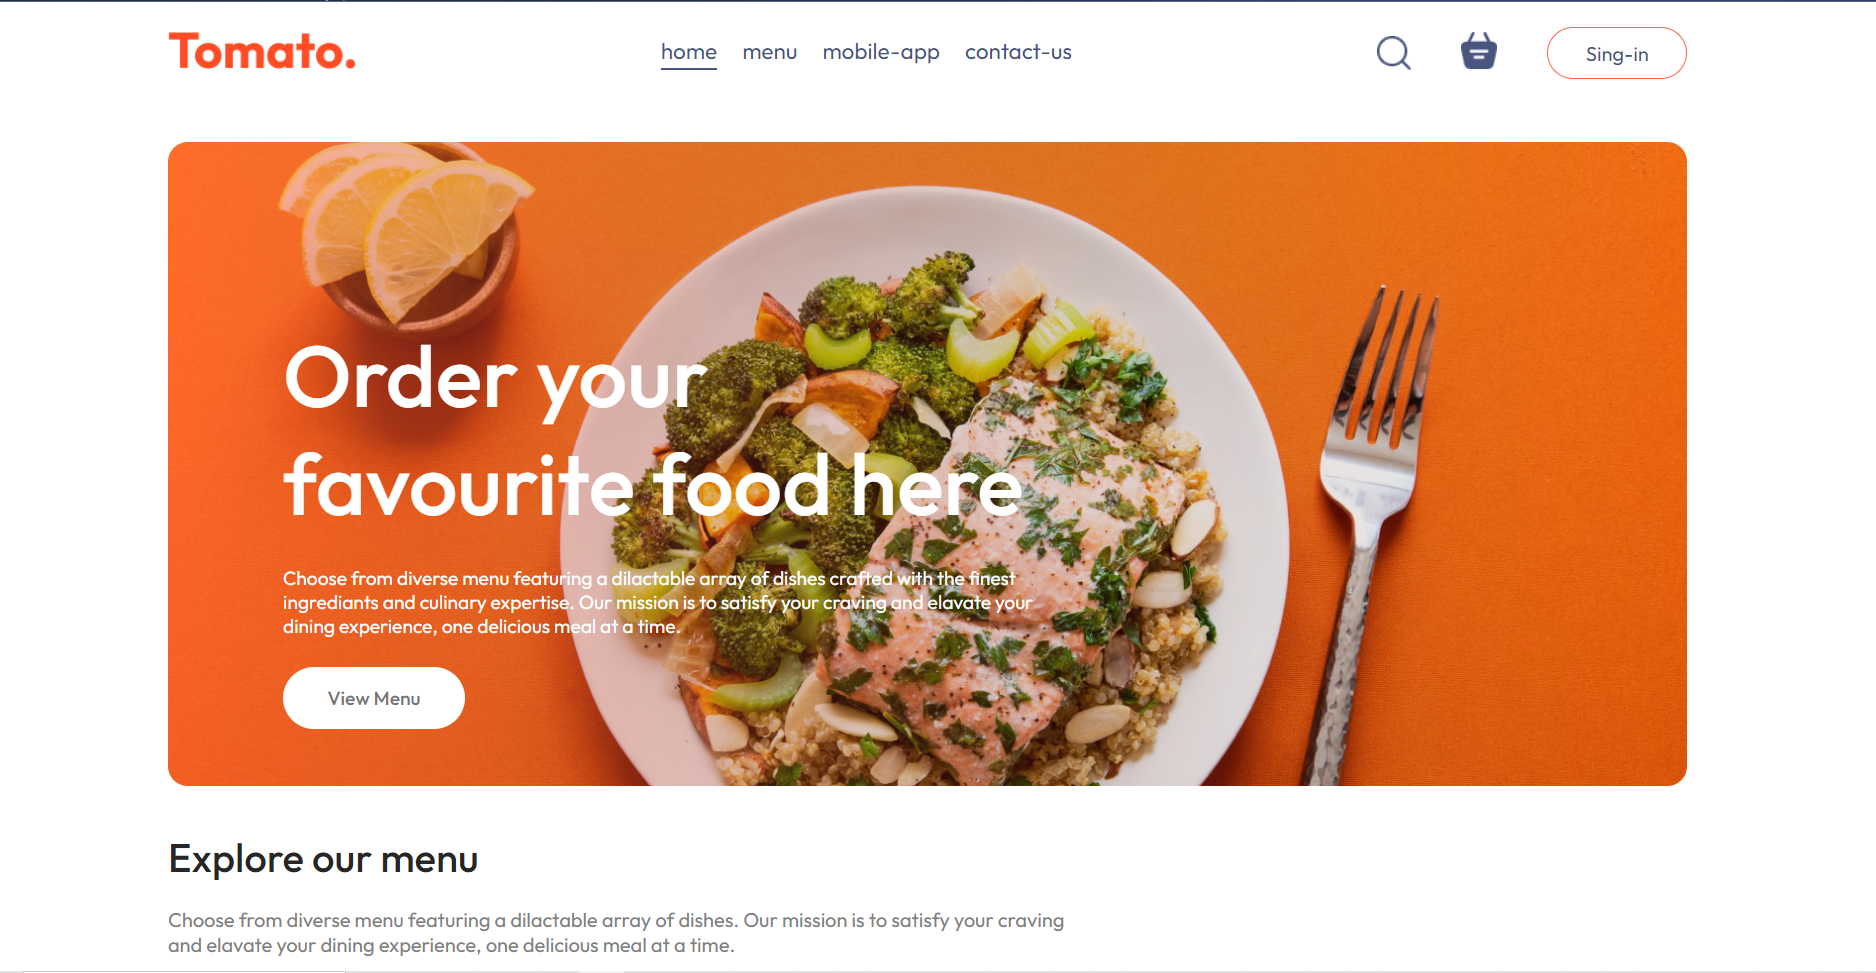 Tomato.
home menu mobile-app contact-us
Sing-in
Order your
favourite food here
Choose from diverse menu featuring a dilactable array of dishes crafted with the finest
ingrediants and culinary expertise. Our mission is to satisfy your craving and elavate your
dining experience, one delicious meal at a time.
View Menu
Explore our menu
Choose from diverse menu featuring a dilactable array of dishes. Our mission is to satisfy your craving
and elavate your dining experience, one delicious meal at a time.